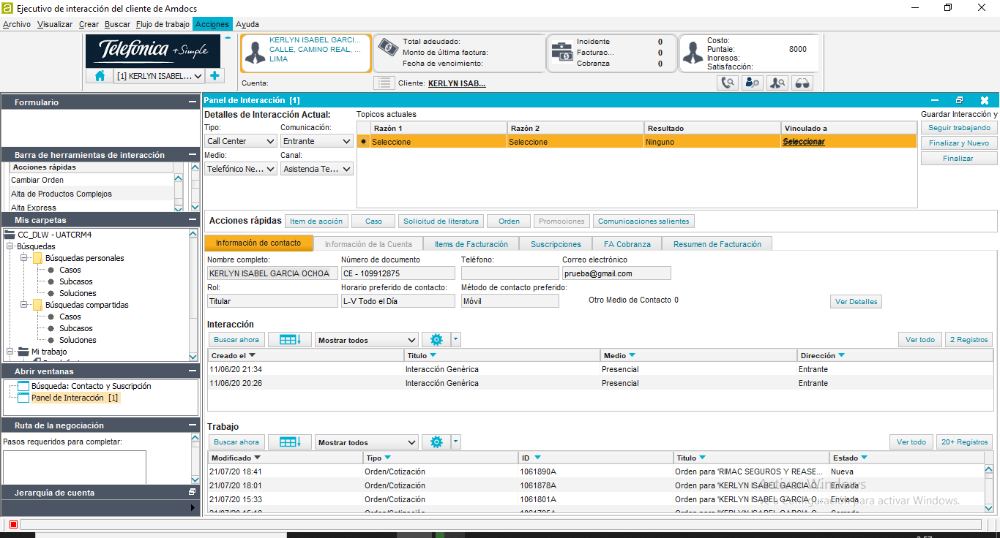 Ejecutivo de interacción del cliente de Amdocs
Archivo Visualizar Crear Buscar Flujo de trabajo Acciones Ayuda
Telefónica +Simple
[1] KERLYN ISABEL...
KERLYN ISABEL GARCI...
CALLE, CAMINO REAL, ...
LIMA
Total adeudado:
Monto de última factura:
Fecha de vencimiento:
Incidente 0
Facturac... 0
Cobranza 0
Costo:
Puntaie: 8000
Inoresos:
Satisfacción:
Cuenta:
Cliente: KERLYN ISAB...
Formulario
Barra de herramientas de interacción
Acciones rápidas
Cambiar Orden
Alta de Productos Complejos
Alta Express
Mis carpetas
CC_DLW - UATCRM4
Búsquedas
Búsquedas personales
Casos
Subcasos
Soluciones
Búsquedas compartidas
Casos
Subcasos
Soluciones
Mi trabajo
Abrir ventanas
Búsqueda: Contacto y Suscripción
Panel de Interacción [1]
Ruta de la negociación
Pasos requeridos para completar:
Jerarquía de cuenta
Panel de Interacción [1]
Detalles de Interacción Actual:
Tipo: Comunicación:
Call Center Entrante
Medio: Canal:
Telefónico Ne... Asistencia Te...
Topicos actuales
Razón 1 Razón 2 Resultado Vinculado a
Seleccione Seleccione Ninguno Seleccionar
Guardar Interacción y
Seguir trabajando
Finalizar y Nuevo
Finalizar
Acciones rápidas Item de acción Caso Solicitud de literatura Orden Promociones Comunicaciones salientes
Información de contacto Información de la Cuenta Items de Facturación Suscripciones FA Cobranza Resumen de Facturación
Nombre completo: Número de documento Teléfono: Correo electrónico
KERLYN ISABEL GARCIA OCHOA CE - 109912875 prueba@gmail.com
Rol: Horario preferido de contacto: Método de contacto preferido:
Titular L-V Todo el Día Móvil Otro Medio de Contacto 0 Ver Detalles
Interacción
Buscar ahora Mostrar todos Ver todo 2 Registros
Creado el Titulo Medio Dirección
11/06/20 21:34 Interacción Genérica Presencial Entrante
11/06/20 20:26 Interacción Genérica Presencial Entrante
Trabajo
Buscar ahora Mostrar todos Ver todo 20+ Registros
Modificado Tipo ID Titulo Estado
21/07/20 18:41 Orden/Cotización 1061890A Orden para 'RIMAC SEGUROS Y REASE... Nueva
21/07/20 18:01 Orden/Cotización 1061878A Orden para 'KERLYN ISABEL GARCIA O... Enviada
21/07/20 15:33 Orden/Cotización 1061801A Orden para 'KERLYN ISABEL GARCIA O... Enviada
Activar Windows
Ve a Configuración para activar Windows.